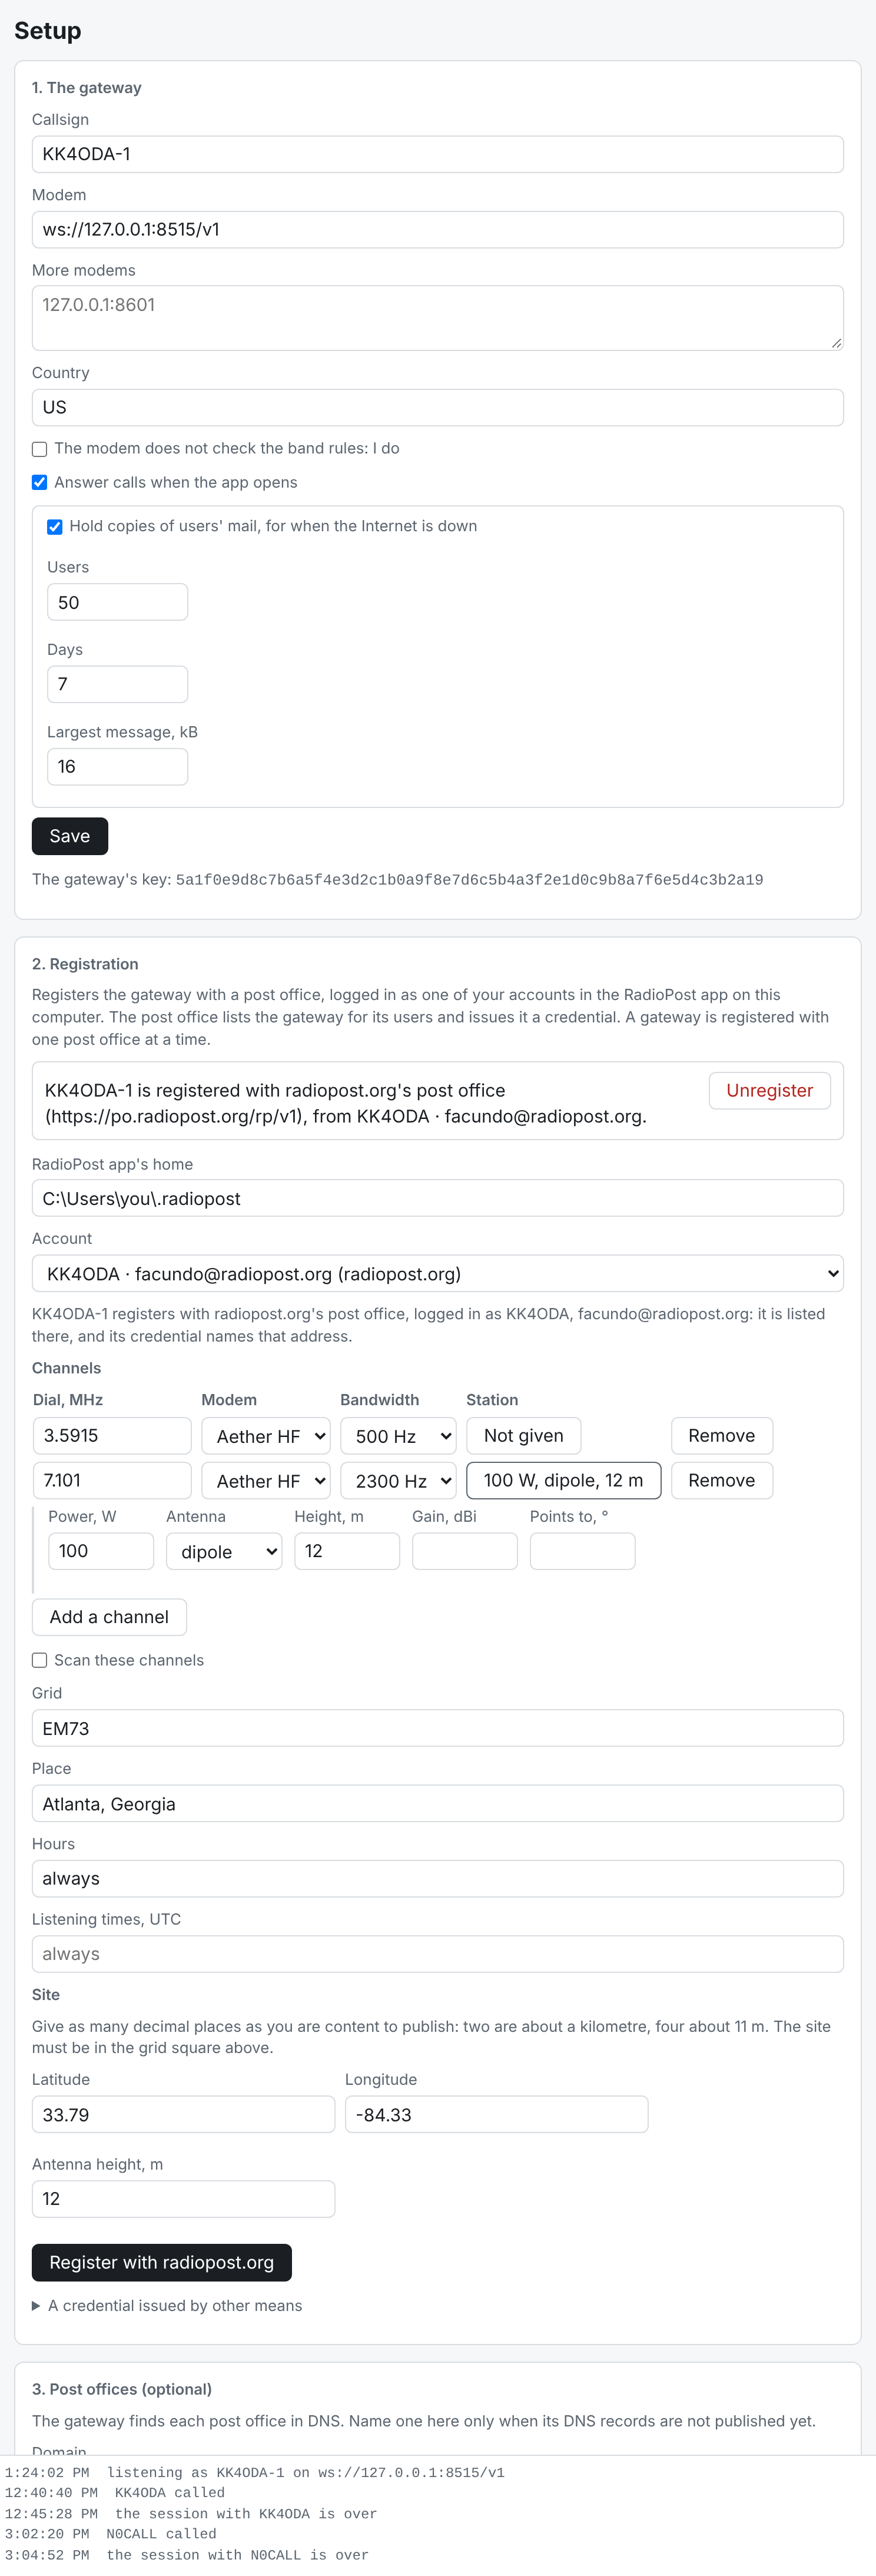 Setup
1. The gateway
Callsign
KK4ODA-1
Modem
ws://127.0.0.1:8515/v1
More modems
127.0.0.1:8601
Country
US
The modem does not check the band rules: I do
Answer calls when the app opens
Hold copies of users' mail, for when the Internet is down
Users
50
Days
7
Largest message, kB
16
Save
The gateway's key: 5a1f0e9d8c7b6a5f4e3d2c1b0a9f8e7d6c5b4a3f2e1d0c9b8a7f6e5d4c3b2a19
2. Registration
Registers the gateway with a post office, logged in as one of your accounts in the RadioPost app on this
computer. The post office lists the gateway for its users and issues it a credential. A gateway is registered with
one post office at a time.
KK4ODA-1 is registered with radiopost.org's post office
(https://po.radiopost.org/rp/v1), from KK4ODA · facundo@radiopost.org.
Unregister
RadioPost app's home
C:\Users\you\.radiopost
Account
KK4ODA · facundo@radiopost.org (radiopost.org)
KK4ODA-1 registers with radiopost.org's post office, logged in as KK4ODA, facundo@radiopost.org: it is listed
there, and its credential names that address.
Channels
Dial, MHz Modem Bandwidth Station
3.5915 Aether HF 500 Hz Not given Remove
7.101 Aether HF 2300 Hz 100 W, dipole, 12 m Remove
Power, W Antenna Height, m Gain, dBi Points to, °
100 dipole 12
Add a channel
Scan these channels
Grid
EM73
Place
Atlanta, Georgia
Hours
always
Listening times, UTC
always
Site
Give as many decimal places as you are content to publish: two are about a kilometre, four about 11 m. The site
must be in the grid square above.
Latitude Longitude
33.79 -84.33
Antenna height, m
12
Register with radiopost.org
A credential issued by other means
3. Post offices (optional)
The gateway finds each post office in DNS. Name one here only when its DNS records are not published yet.
Domain
1:24:02 PM listening as KK4ODA-1 on ws://127.0.0.1:8515/v1
12:40:40 PM KK4ODA called
12:45:28 PM the session with KK4ODA is over
3:02:20 PM N0CALL called
3:04:52 PM the session with N0CALL is over